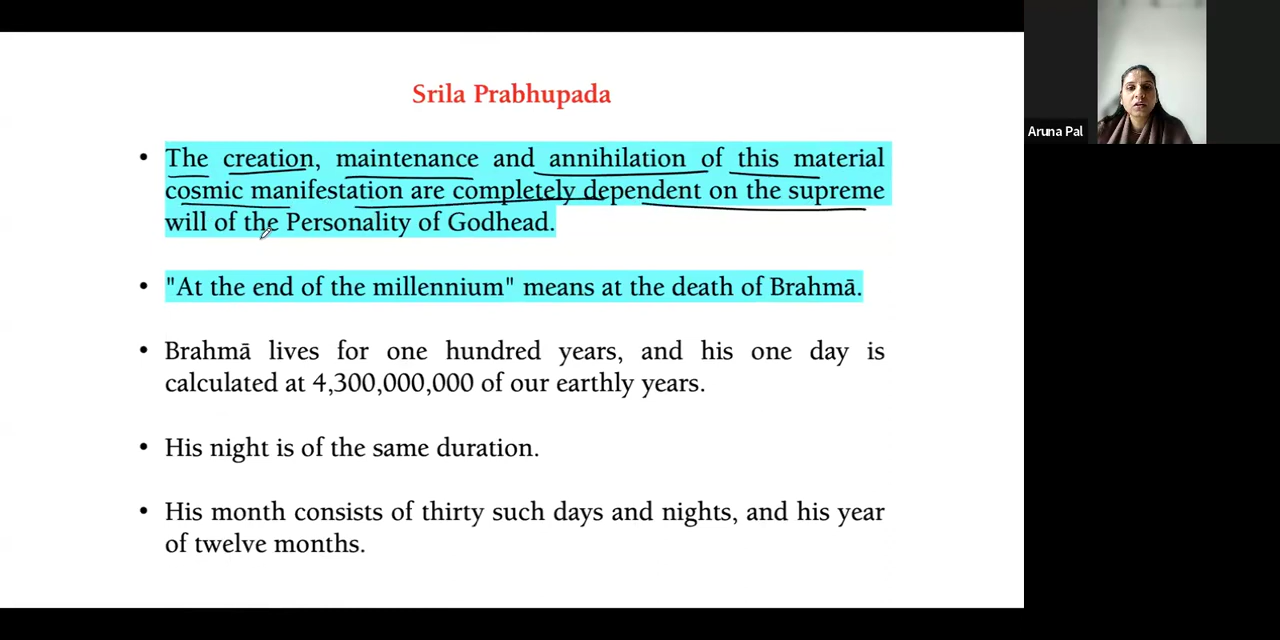 Srila Prabhupada
• The creation, maintenance and annihilation of this material
cosmic manifestation are completely dependent on the supreme
will of the Personality of Godhead.
• "At the end of the millennium" means at the death of Brahmā.
• Brahmā lives for one hundred years, and his one day is
calculated at 4,300,000,000 of our earthly years.
• His night is of the same duration.
• His month consists of thirty such days and nights, and his year
of twelve months.
Aruna Pal